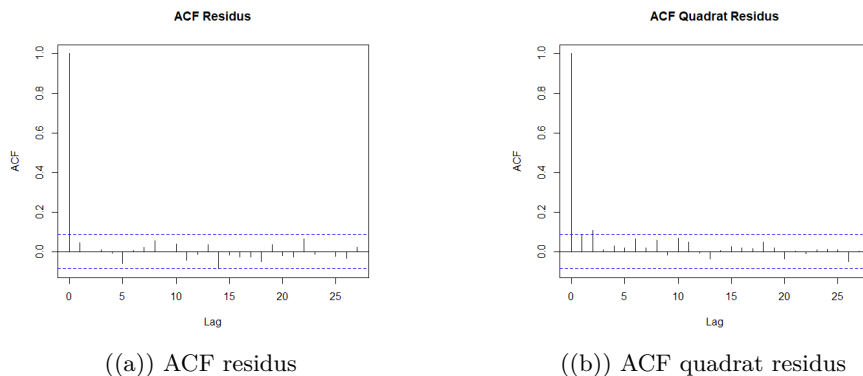 ACF Residus
ACF
1.0
0.8
0.6
0.4
0.2
0.0
0 5 10 15 20 25
Lag
((a)) ACF residus
ACF Quadrat Residus
ACF
1.0
0.8
0.6
0.4
0.2
0.0
0 5 10 15 20 25
Lag
((b)) ACF quadrat residus